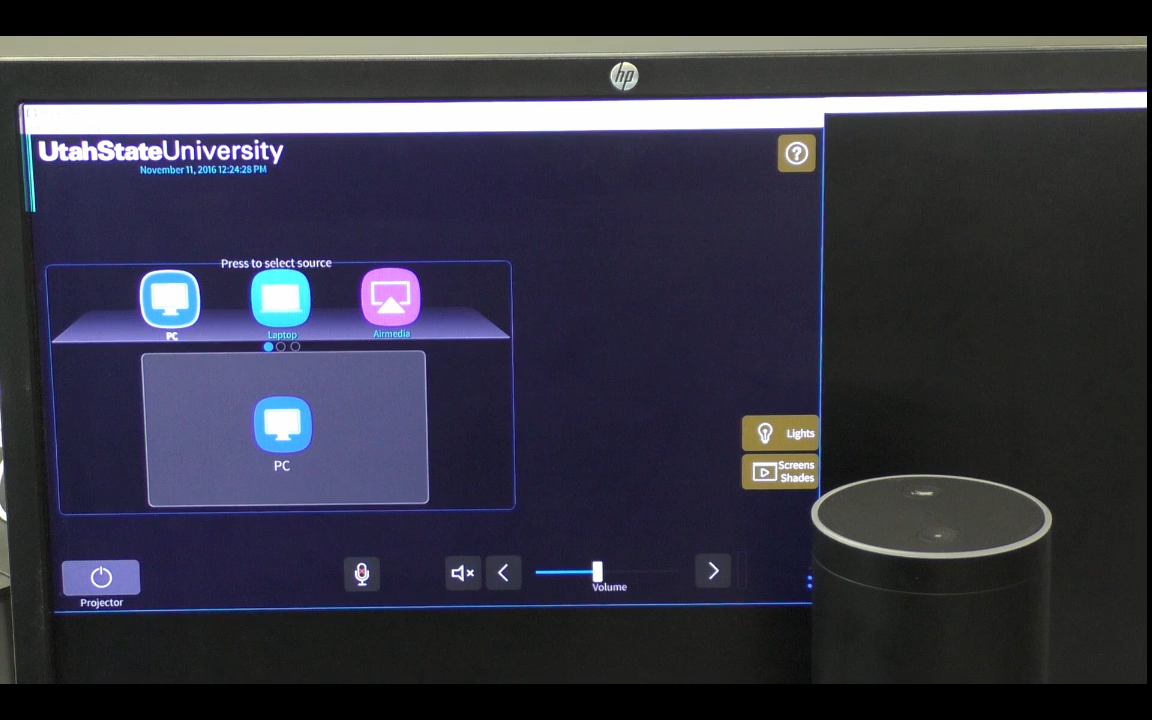 hp
UtahStateUniversity
November 11, 2016 12:24:28 PM
?
Press to select source
PC
Laptop
Airmedia
PC
Lights
Screens
Shades
Volume
Projector